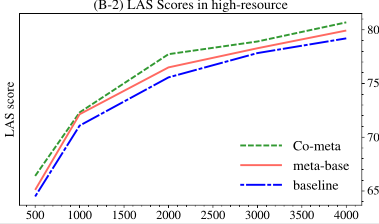 (B-2) LAS Scores in high-resource
LAS score
80
75
70
65
Co-meta
meta-base
baseline
500 1000 1500 2000 2500 3000 3500 4000